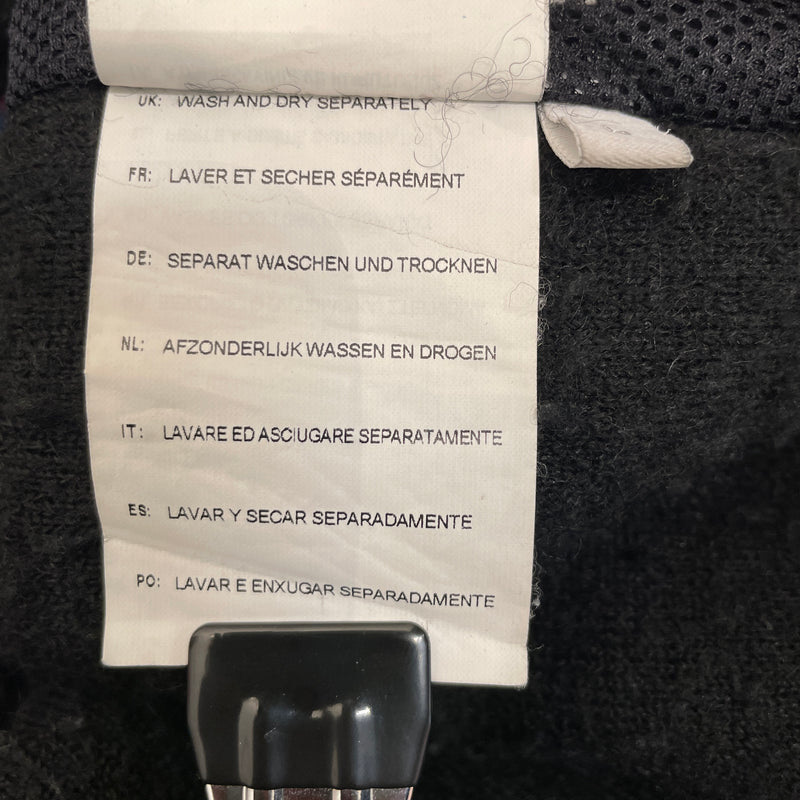 UK: WASH AND DRY SEPARATELY
FR: LAVER ET SECHER SÉPARÉMENT
DE: SEPARAT WASCHEN UND TROCKNEN
NL: AFZONDERLIJK WASSEN EN DROGEN
IT: LAVARE ED ASCIUGARE SEPARATAMENTE
ES: LAVAR Y SECAR SEPARADAMENTE
PO: LAVAR E ENXUGAR SEPARADAMENTE